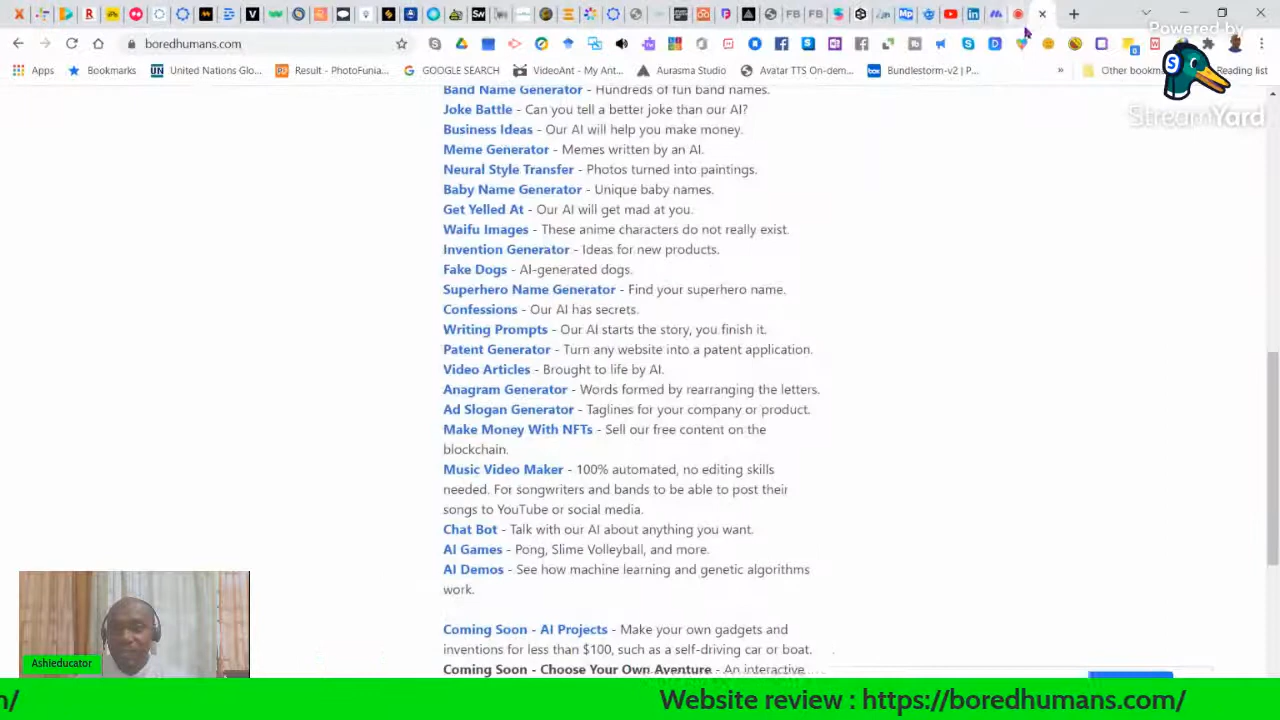 boredhumans.com
Apps
Bookmarks
United Nations Glo...
Result - PhotoFunia...
GOOGLE SEARCH
VideoAnt - My Ant...
Aurasma Studio
Avatar TTS On-dem...
Bundlestorm-v2 | P...
»
Other bookm
Reading list
Powered by
StreamYard
Band Name Generator - Hundreds of fun band names.
Joke Battle - Can you tell a better joke than our AI?
Business Ideas - Our AI will help you make money.
Meme Generator - Memes written by an AI.
Neural Style Transfer - Photos turned into paintings.
Baby Name Generator - Unique baby names.
Get Yelled At - Our AI will get mad at you.
Waifu Images - These anime characters do not really exist.
Invention Generator - Ideas for new products.
Fake Dogs - AI-generated dogs.
Superhero Name Generator - Find your superhero name.
Confessions - Our AI has secrets.
Writing Prompts - Our AI starts the story, you finish it.
Patent Generator - Turn any website into a patent application.
Video Articles - Brought to life by AI.
Anagram Generator - Words formed by rearranging the letters.
Ad Slogan Generator - Taglines for your company or product.
Make Money With NFTs - Sell our free content on the
blockchain.
Music Video Maker - 100% automated, no editing skills
needed. For songwriters and bands to be able to post their
songs to YouTube or social media.
Chat Bot - Talk with our AI about anything you want.
AI Games - Pong, Slime Volleyball, and more.
AI Demos - See how machine learning and genetic algorithms
work.
Coming Soon - AI Projects - Make your own gadgets and
inventions for less than $100, such as a self-driving car or boat.
Coming Soon - Choose Your Own Aventure - An interactive
Ashieducator
n/
Website review : https://boredhumans.com/